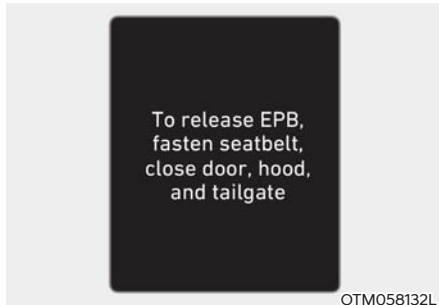 To release EPB,
fasten seatbelt,
close door, hood,
and tailgate
OTM058132L